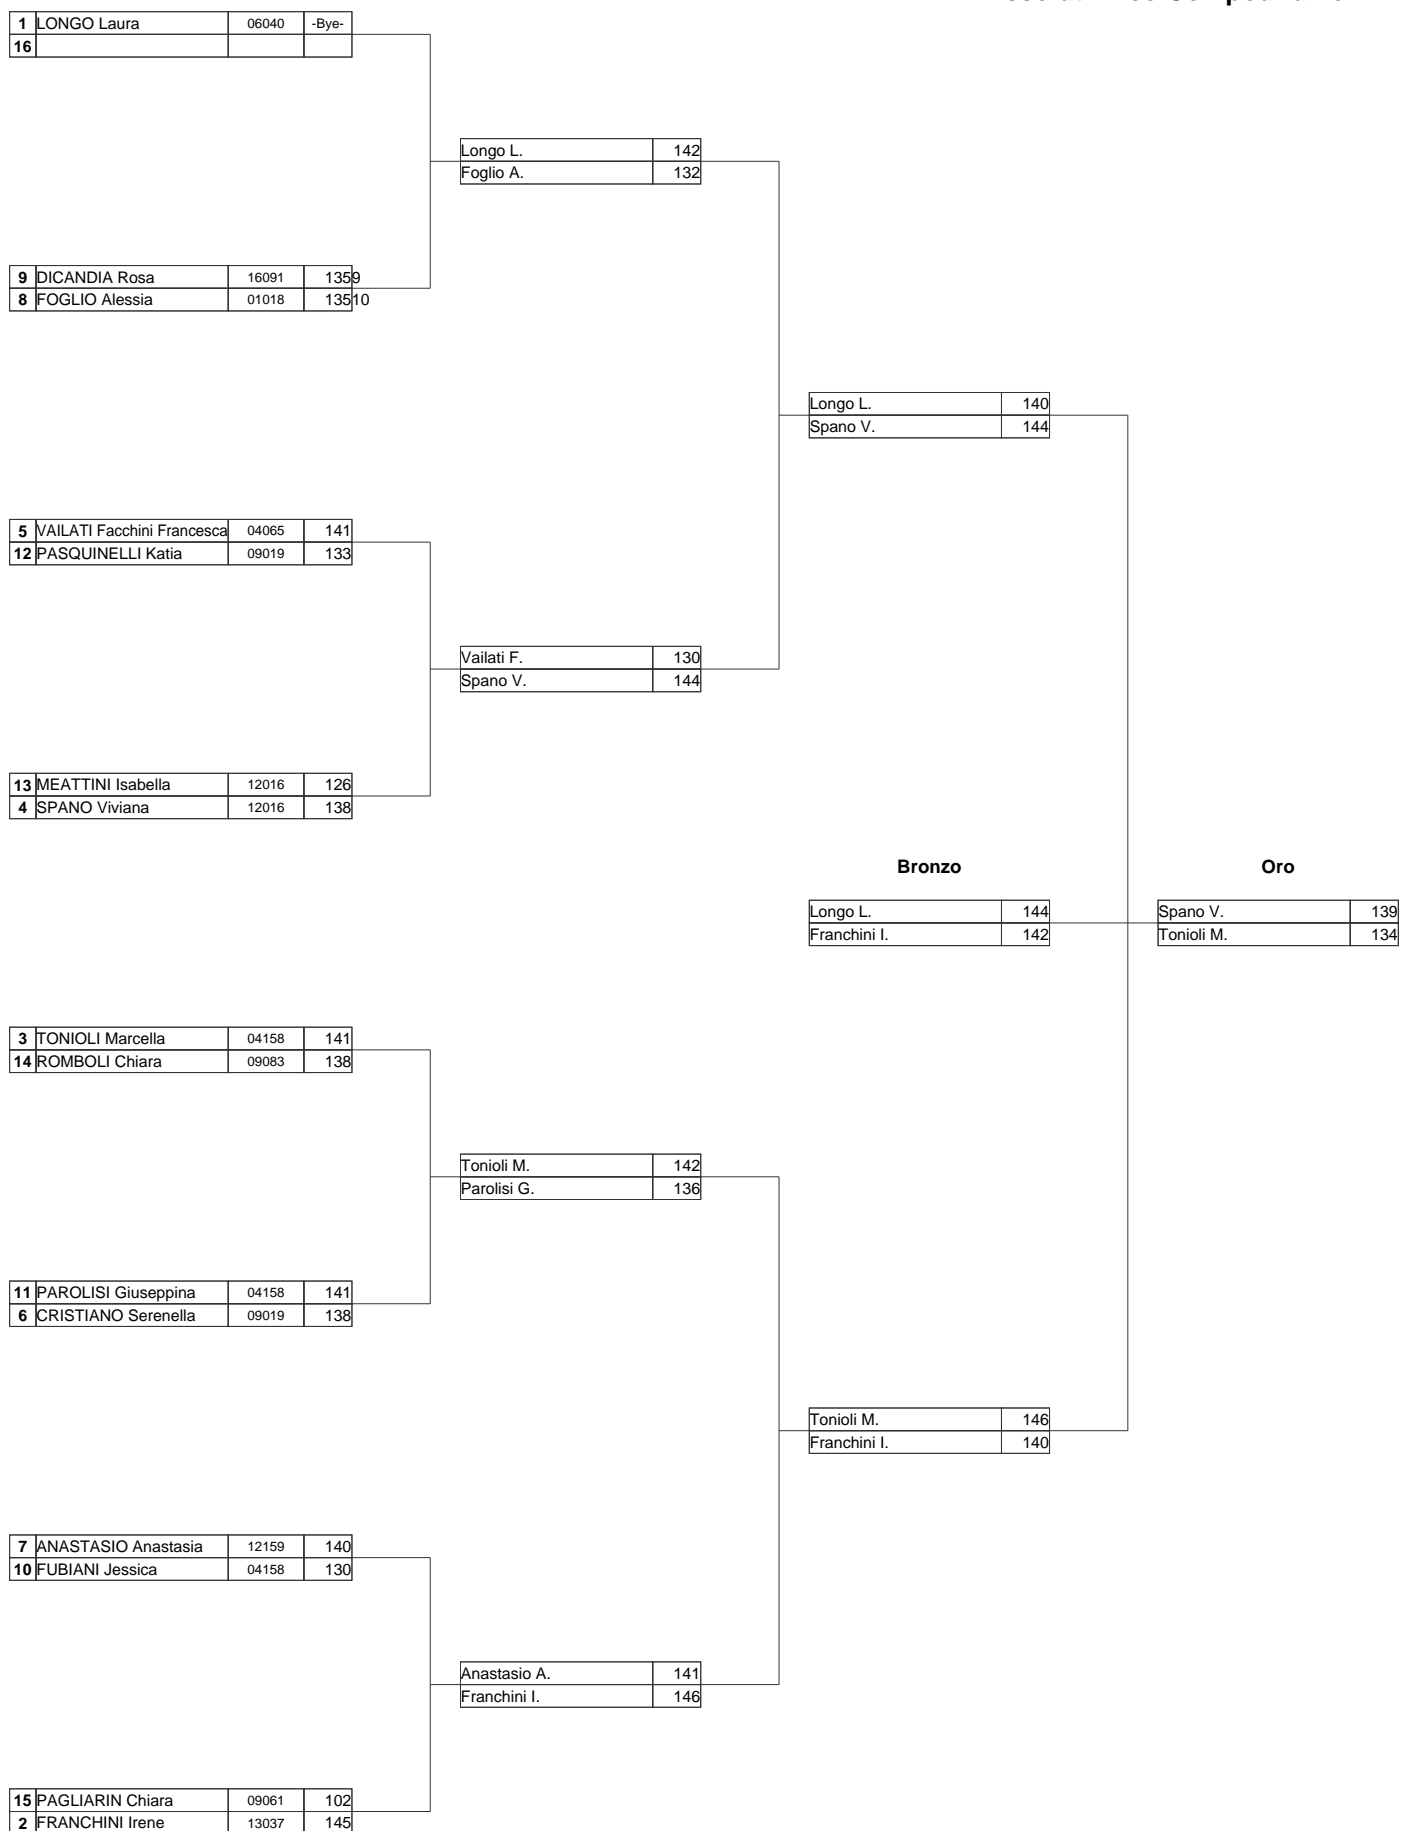 1 LONGO Laura 06040 -Bye-
16
Longo L. 142
Foglio A. 132
9 DICANDIA Rosa 16091 1359
8 FOGLIO Alessia 01018 13510
Longo L. 140
Spano V. 144
5 VAILATI Facchini Francesca 04065 141
12 PASQUINELLI Katia 09019 133
Vailati F. 130
Spano V. 144
13 MEATTINI Isabella 12016 126
4 SPANO Viviana 12016 138
Bronzo Oro
Longo L. 144 Spano V. 139
Franchini I. 142 Tonioli M. 134
3 TONIOLI Marcella 04158 141
14 ROMBOLI Chiara 09083 138
Tonioli M. 142
Parolisi G. 136
11 PAROLISI Giuseppina 04158 141
6 CRISTIANO Serenella 09019 138
Tonioli M. 146
Franchini I. 140
7 ANASTASIO Anastasia 12159 140
10 FUBIANI Jessica 04158 130
Anastasio A. 141
Franchini I. 146
15 PAGLIARIN Chiara 09061 102
2 FRANCHINI Irene 13037 145